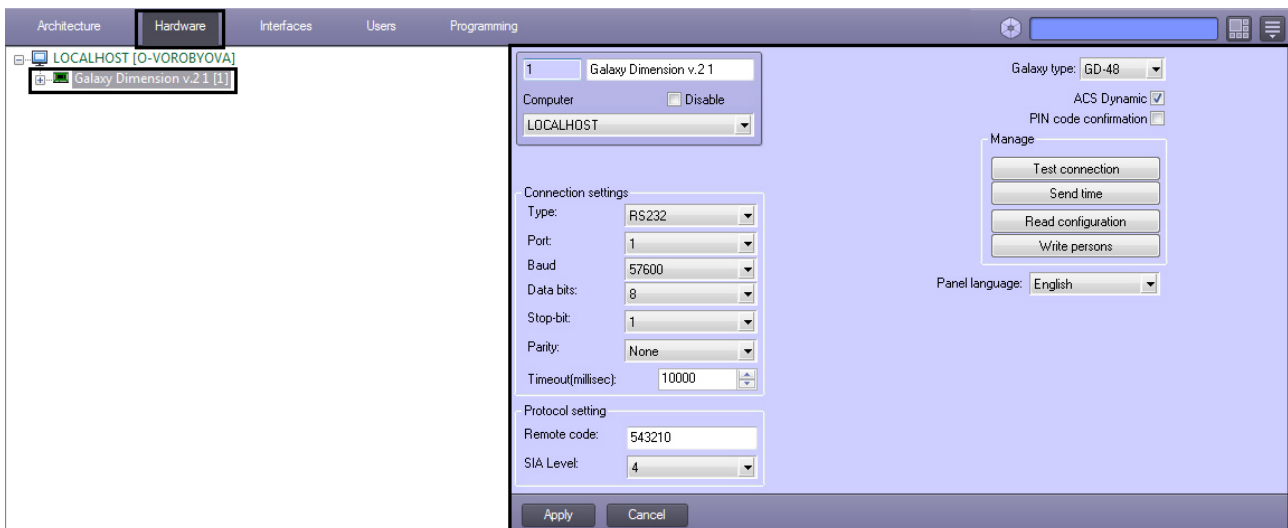 Architecture Hardware Interfaces Users Programming
LOCALHOST [O-VOROBYOVA]
Galaxy Dimension v.2 1 [1]
1 Galaxy Dimension v.2 1
Computer Disable
LOCALHOST
Connection settings
Type: RS232
Port: 1
Baud 57600
Data bits: 8
Stop-bit: 1
Parity: None
Timeout(millisec): 10000
Protocol setting
Remote code: 543210
SIA Level: 4
Galaxy type: GD-48
ACS Dynamic
PIN code confirmation
Manage
Test connection
Send time
Read configuration
Write persons
Panel language: English
Apply Cancel